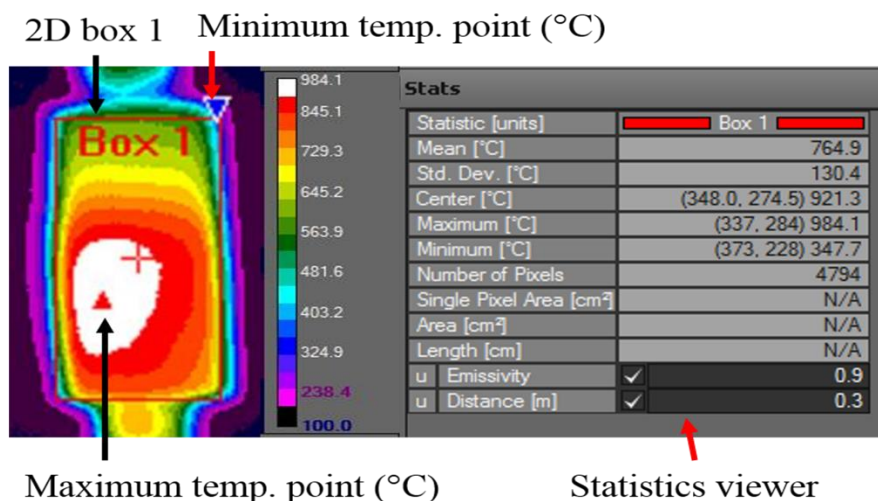 2D box 1
Minimum temp. point (°C)
Box 1
984.1
845.1
729.3
645.2
563.9
481.6
403.2
324.9
238.4
100.0
Stats
Statistic [units] Box 1
Mean [°C] 764.9
Std. Dev. [°C] 130.4
Center [°C] (348.0, 274.5) 921.3
Maximum [°C] (337, 284) 984.1
Minimum [°C] (373, 228) 347.7
Number of Pixels 4794
Single Pixel Area [cm²] N/A
Area [cm²] N/A
Length [cm] N/A
u Emissivity ✓ 0.9
u Distance [m] ✓ 0.3
Maximum temp. point (°C)
Statistics viewer